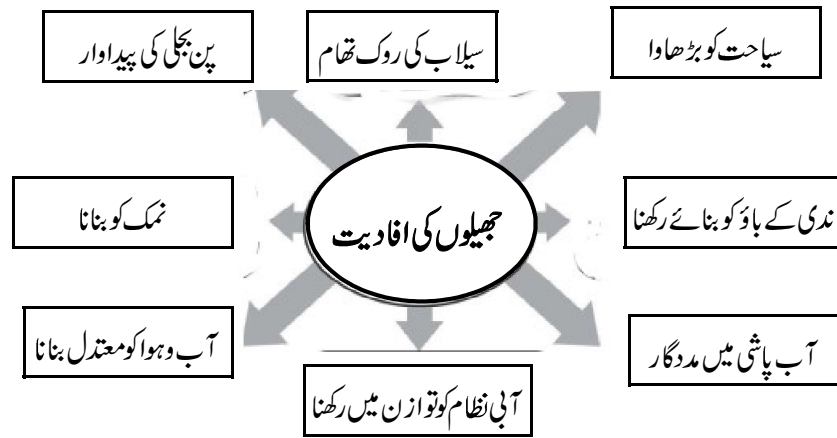 سیاحت کو بڑھاوا
سیلاب کی روک تھام
پن بجلی کی پیداوار
ندی کے باؤ کو بنائے رکھنا
جھیلوں کی افادیت
نمک کو بنانا
آب پاشی میں مددگار
آبی نظام کو توازن میں رکھنا
آب و ہوا کو معتدل بنانا